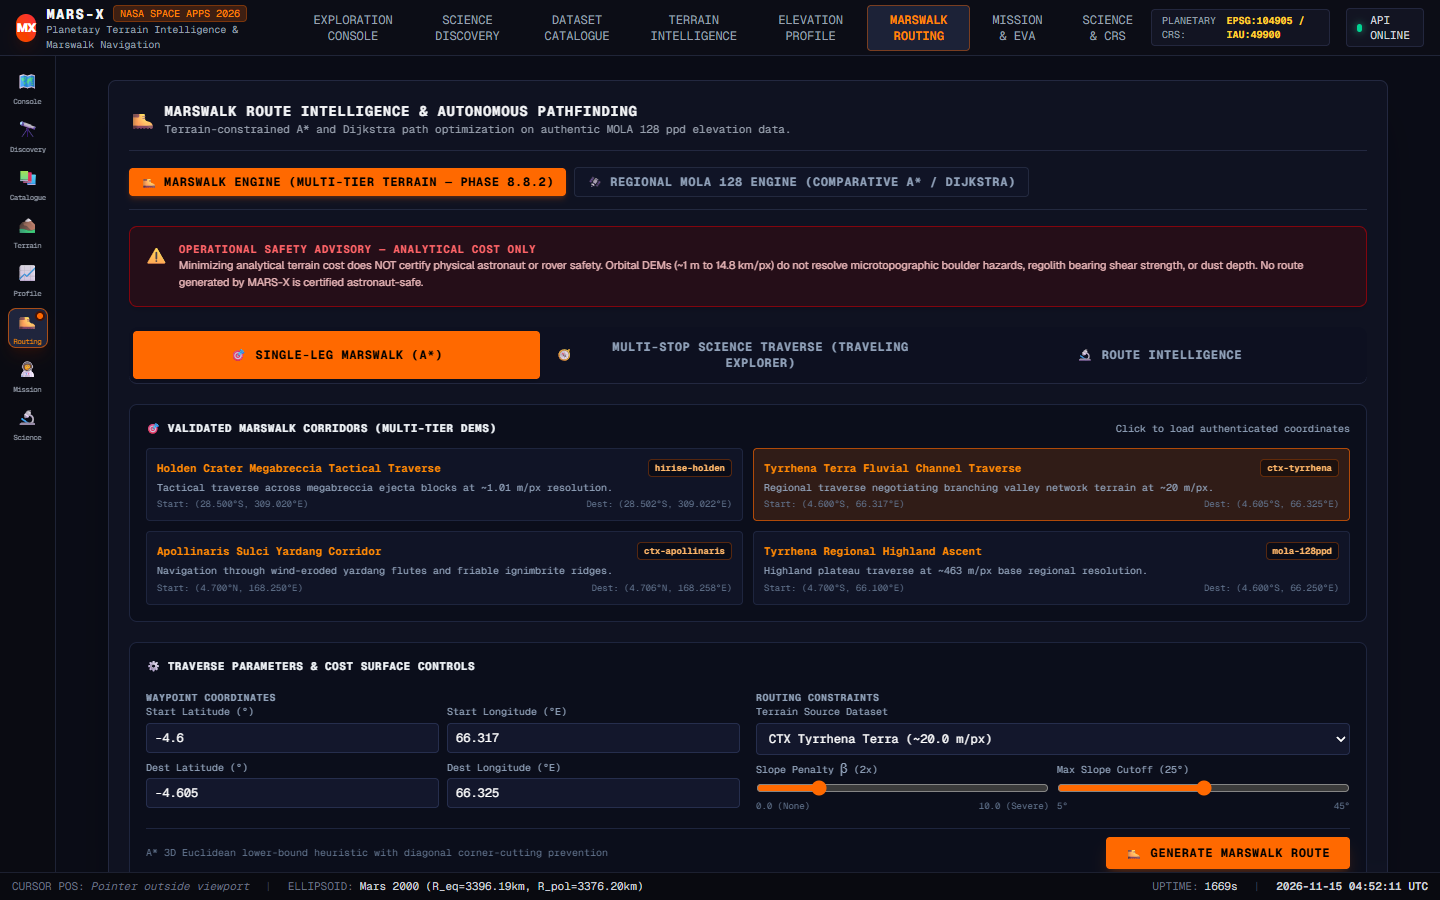 MX
MARS-X
NASA SPACE APPS 2026
Planetary Terrain Intelligence &
Marswalk Navigation
EXPLORATION
CONSOLE
SCIENCE
DISCOVERY
DATASET
CATALOGUE
TERRAIN
INTELLIGENCE
ELEVATION
PROFILE
MARSWALK
ROUTING
MISSION
& EVA
SCIENCE
& CRS
PLANETARY
CRS:
EPSG:104905 /
IAU:49900
API
ONLINE
Console
Discovery
Catalogue
Terrain
Profile
Routing
Mission
Science
MARSWALK ROUTE INTELLIGENCE & AUTONOMOUS PATHFINDING
Terrain-constrained A* and Dijkstra path optimization on authentic MOLA 128 ppd elevation data.
MARSWALK ENGINE (MULTI-TIER TERRAIN — PHASE 8.8.2)
REGIONAL MOLA 128 ENGINE (COMPARATIVE A* / DIJKSTRA)
OPERATIONAL SAFETY ADVISORY — ANALYTICAL COST ONLY
Minimizing analytical terrain cost does NOT certify physical astronaut or rover safety. Orbital DEMs (~1 m to 14.8 km/px) do not resolve microtopographic boulder hazards, regolith bearing shear strength, or dust depth. No route
generated by MARS-X is certified astronaut-safe.
SINGLE-LEG MARSWALK (A*)
MULTI-STOP SCIENCE TRAVERSE (TRAVELING
EXPLORER)
ROUTE INTELLIGENCE
VALIDATED MARSWALK CORRIDORS (MULTI-TIER DEMS)
Click to load authenticated coordinates
Holden Crater Megabreccia Tactical Traverse
hirise-holden
Tactical traverse across megabreccia ejecta blocks at ~1.01 m/px resolution.
Start: (28.500°S, 309.020°E)
Dest: (28.502°S, 309.022°E)
Tyrrhena Terra Fluvial Channel Traverse
ctx-tyrrhena
Regional traverse negotiating branching valley network terrain at ~20 m/px.
Start: (4.600°S, 66.317°E)
Dest: (4.605°S, 66.325°E)
Apollinaris Sulci Yardang Corridor
ctx-apollinaris
Navigation through wind-eroded yardang flutes and friable ignimbrite ridges.
Start: (4.700°N, 168.250°E)
Dest: (4.706°N, 168.258°E)
Tyrrhena Regional Highland Ascent
mola-128ppd
Highland plateau traverse at ~463 m/px base regional resolution.
Start: (4.700°S, 66.100°E)
Dest: (4.600°S, 66.250°E)
TRAVERSE PARAMETERS & COST SURFACE CONTROLS
WAYPOINT COORDINATES
Start Latitude (°)
Start Longitude (°E)
-4.6
66.317
Dest Latitude (°)
Dest Longitude (°E)
-4.605
66.325
ROUTING CONSTRAINTS
Terrain Source Dataset
CTX Tyrrhena Terra (~20.0 m/px)
Slope Penalty β (2x)
Max Slope Cutoff (25°)
0.0 (None)
10.0 (Severe)
5°
45°
A* 3D Euclidean lower-bound heuristic with diagonal corner-cutting prevention
GENERATE MARSWALK ROUTE
CURSOR POS: Pointer outside viewport | ELLIPSOID: Mars 2000 (R_eq=3396.19km, R_pol=3376.20km)
UPTIME: 1669s | 2026-11-15 04:52:11 UTC